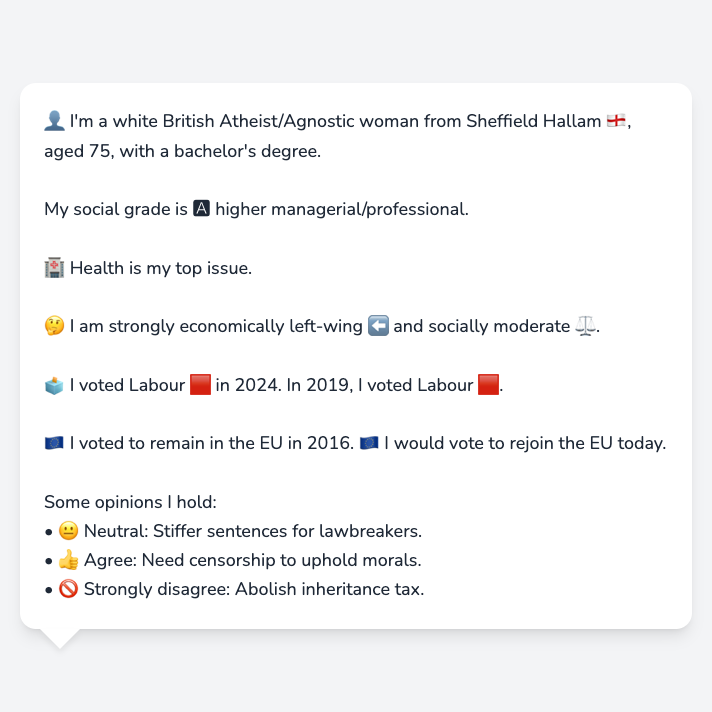 👤 I'm a white British Atheist/Agnostic woman from Sheffield Hallam 🏴󠁧󠁢󠁥󠁮󠁧󠁿,
aged 75, with a bachelor's degree.
My social grade is 🅰 higher managerial/professional.
🏥 Health is my top issue.
🤔 I am strongly economically left-wing ⬅️ and socially moderate ⚖️.
🗳️ I voted Labour 🟥 in 2024. In 2019, I voted Labour 🟥.
🇪🇺 I voted to remain in the EU in 2016. 🇪🇺 I would vote to rejoin the EU today.
Some opinions I hold:
• 😐 Neutral: Stiffer sentences for lawbreakers.
• 👍 Agree: Need censorship to uphold morals.
• 🚫 Strongly disagree: Abolish inheritance tax.